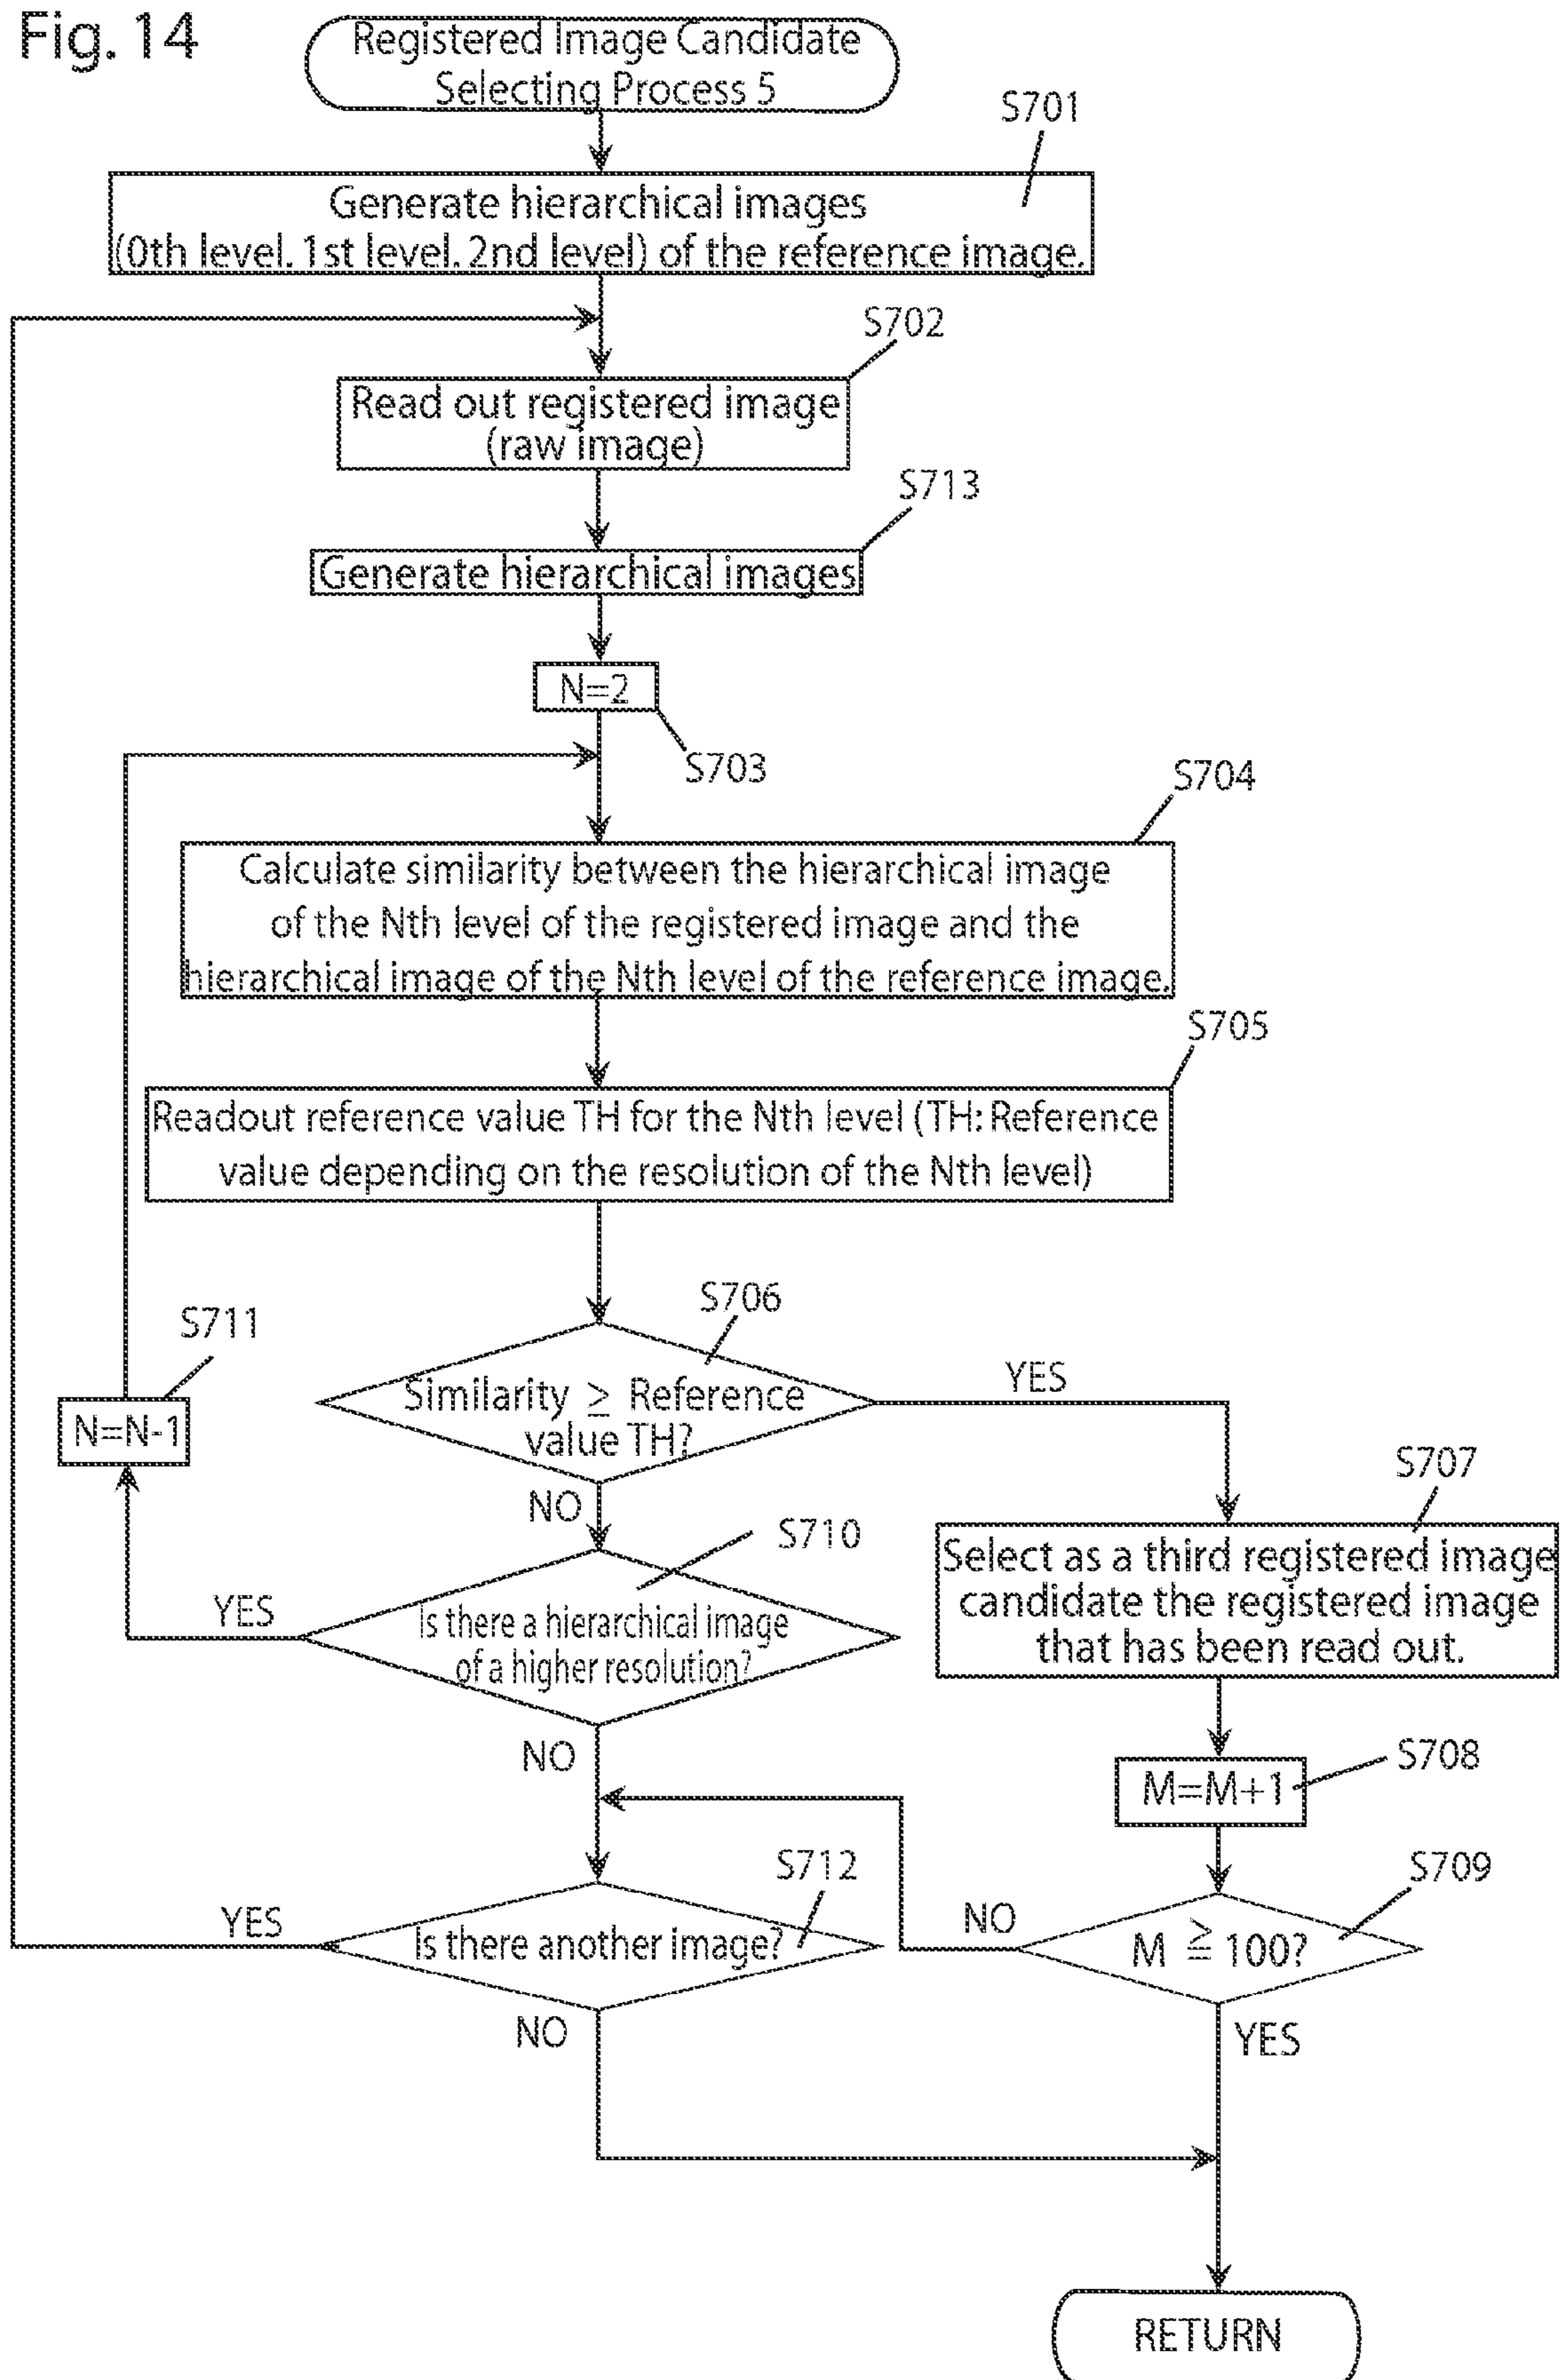 Fig. 14
Registered Image Candidate
Selecting Process 5
S701
Generate hierarchical images
(0th level. 1st level. 2nd level) of the reference image.
S702
Read out registered image
(raw image)
S713
Generate hierarchical images
N=2
S703
S704
Calculate similarity between the hierarchical image
of the Nth level of the registered image and the
hierarchical image of the Nth level of the reference image.
S705
Readout reference value TH for the Nth level (TH: Reference
value depending on the resolution of the Nth level)
S706
S711
Similarity ≥ Reference
value TH?
YES
N=N-1
NO
S707
S710
Select as a third registered image
candidate the registered image
that has been read out.
YES
Is there a hierarchical image
of a higher resolution?
NO
S708
M=M+1
S712
S709
YES
Is there another image?
NO
M ≧ 100?
NO
YES
RETURN